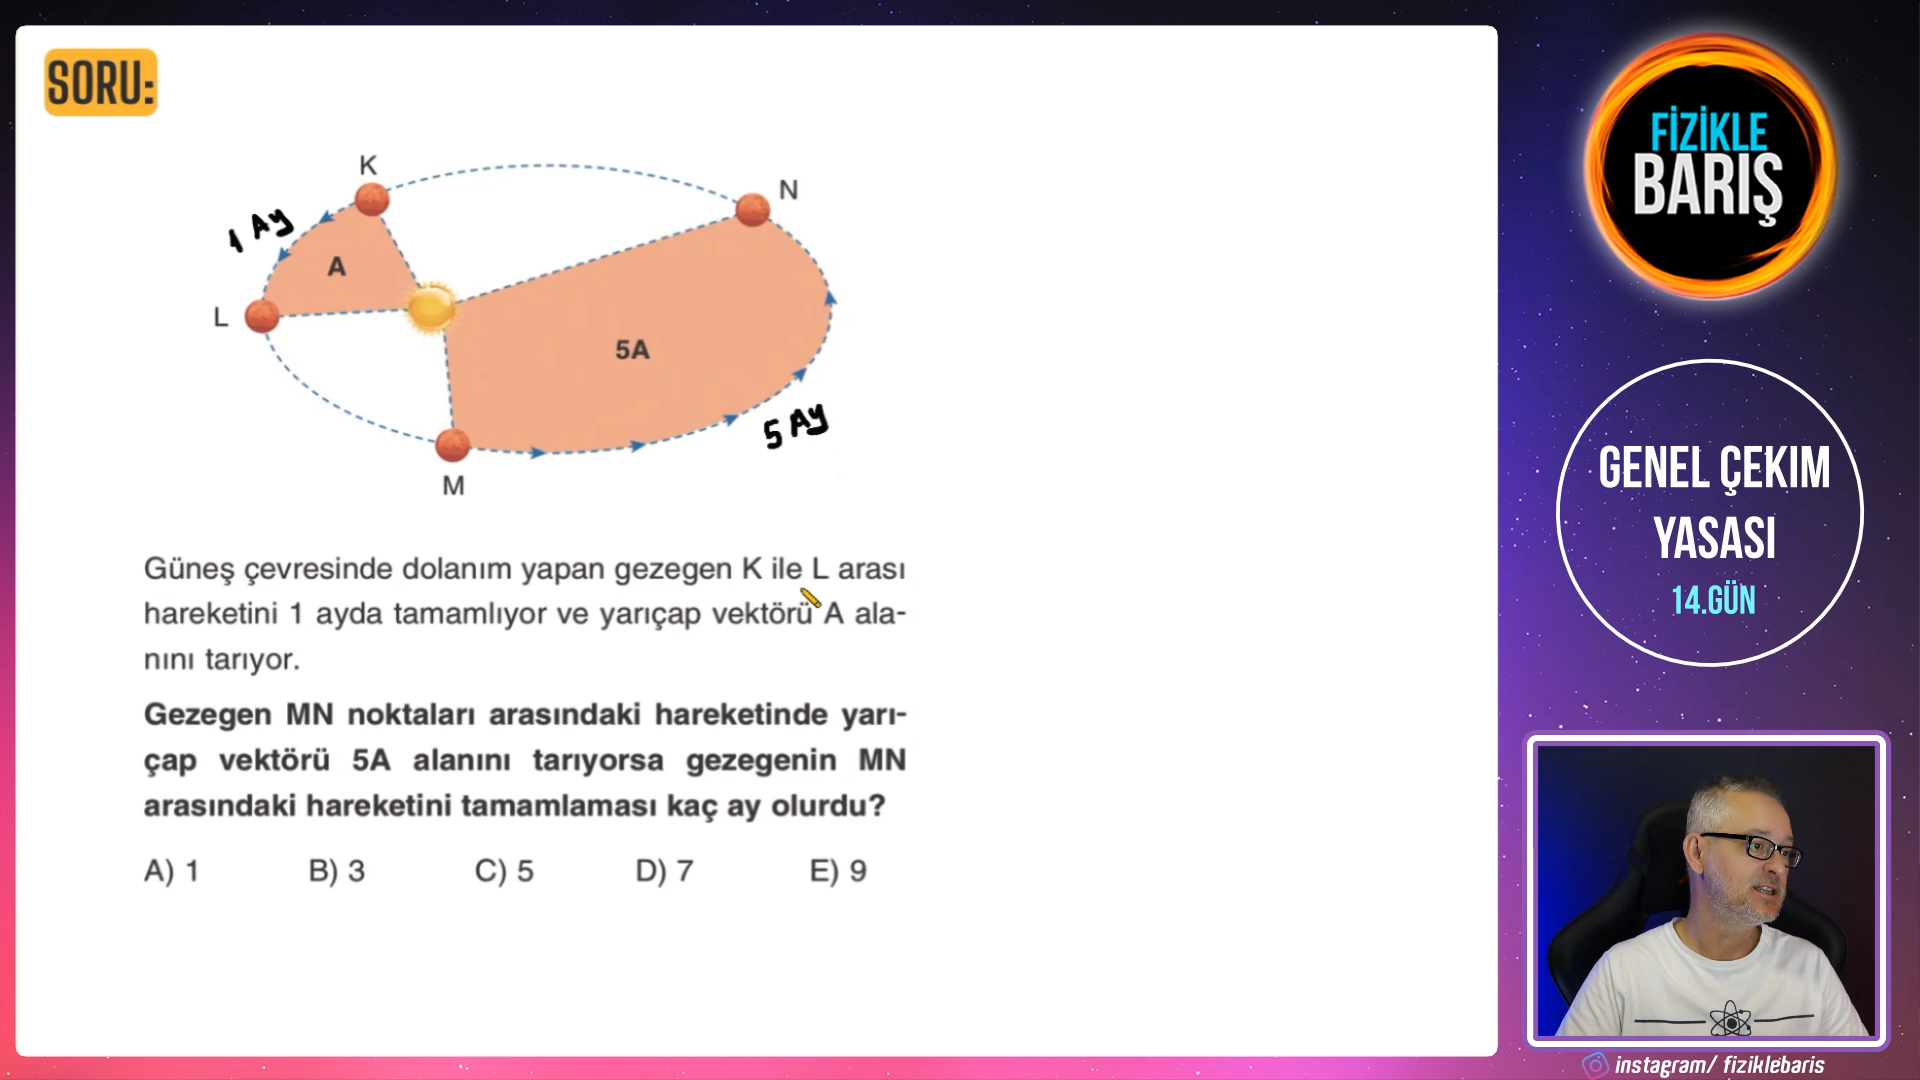 SORU:
K
N
1 Ay
A
L
5A
5 Ay
M
Güneş çevresinde dolanım yapan gezegen K ile L arası
hareketini 1 ayda tamamlıyor ve yarıçap vektörü A ala-
nını tarıyor.
Gezegen MN noktaları arasındaki hareketinde yarı-
çap vektörü 5A alanını tarıyorsa gezegenin MN
arasındaki hareketini tamamlaması kaç ay olurdu?
A) 1 B) 3 C) 5 D) 7 E) 9
FİZİKLE
BARIŞ
GENEL ÇEKIM
YASASI
14.GÜN
instagram/ fiziklebaris